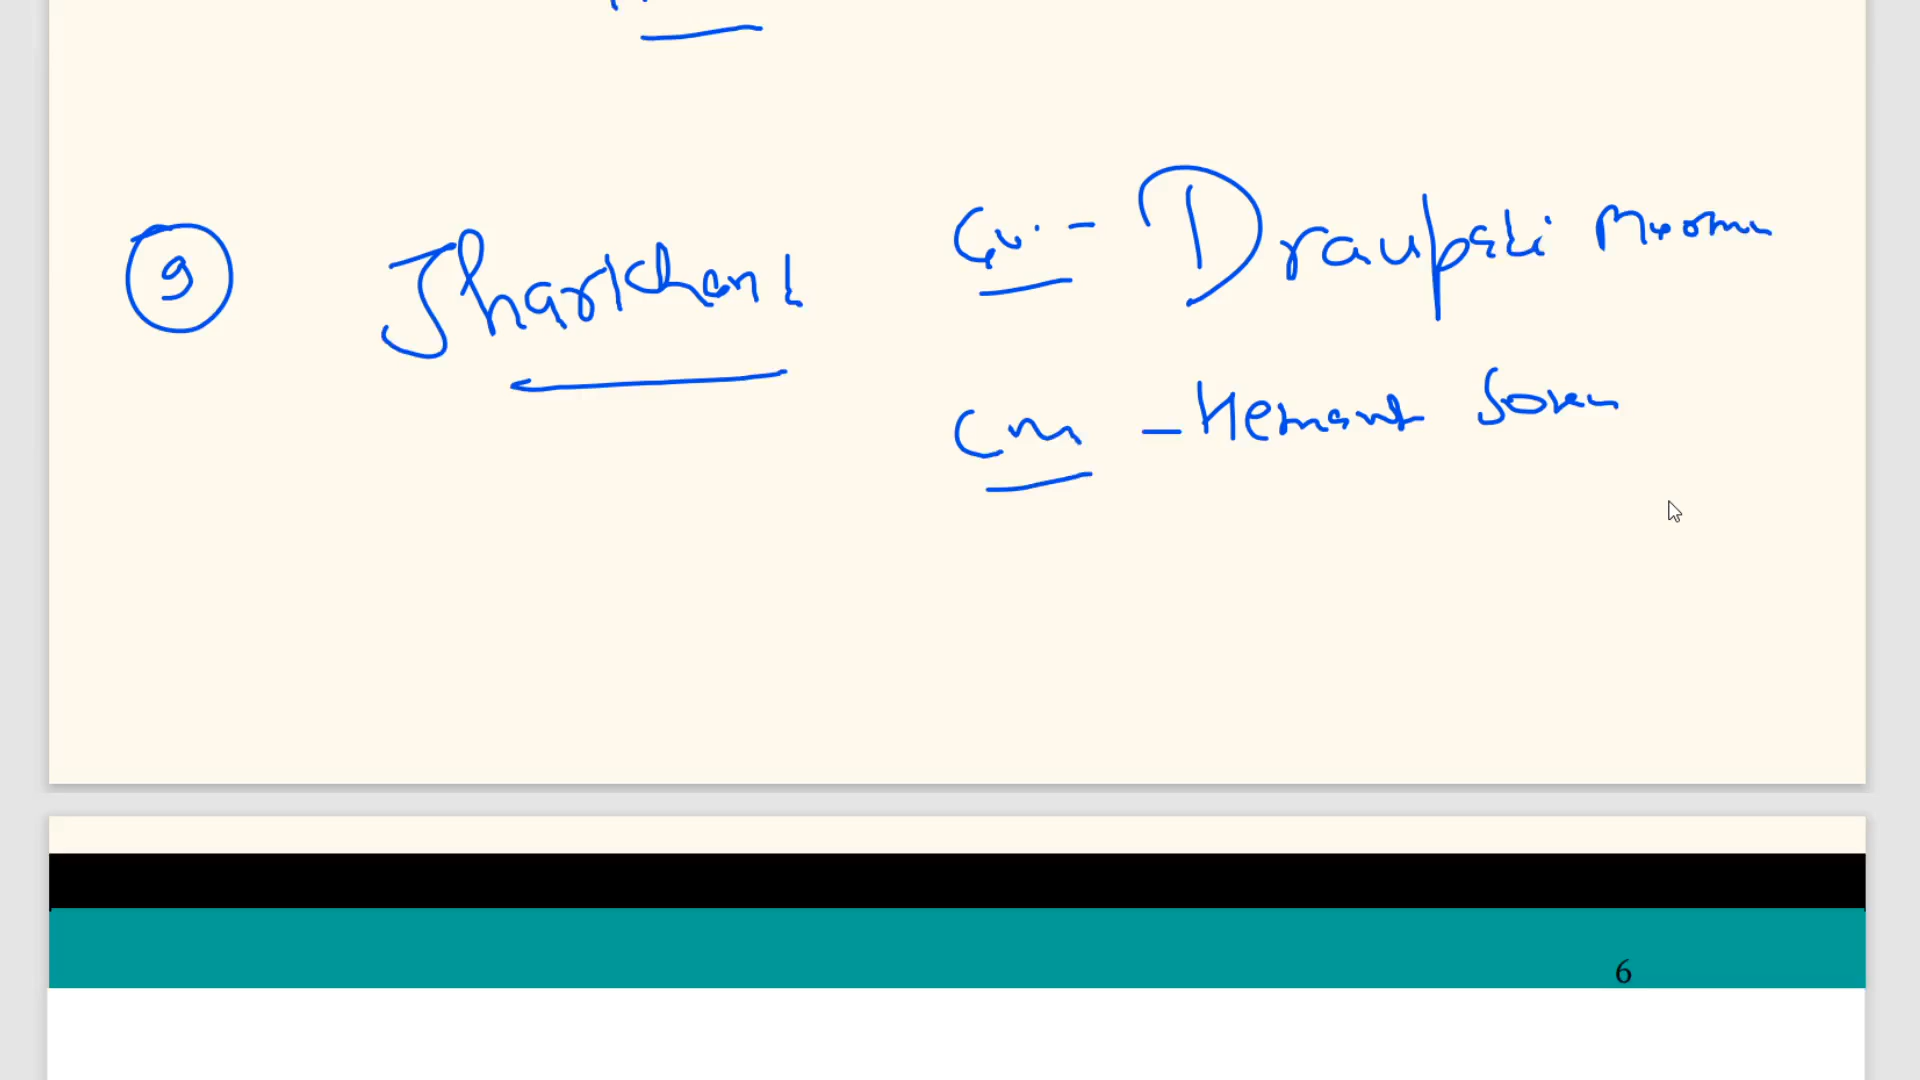 9 Jharkhand
Gv. - Draupadi Murmu
CM - Hemant Soren
6